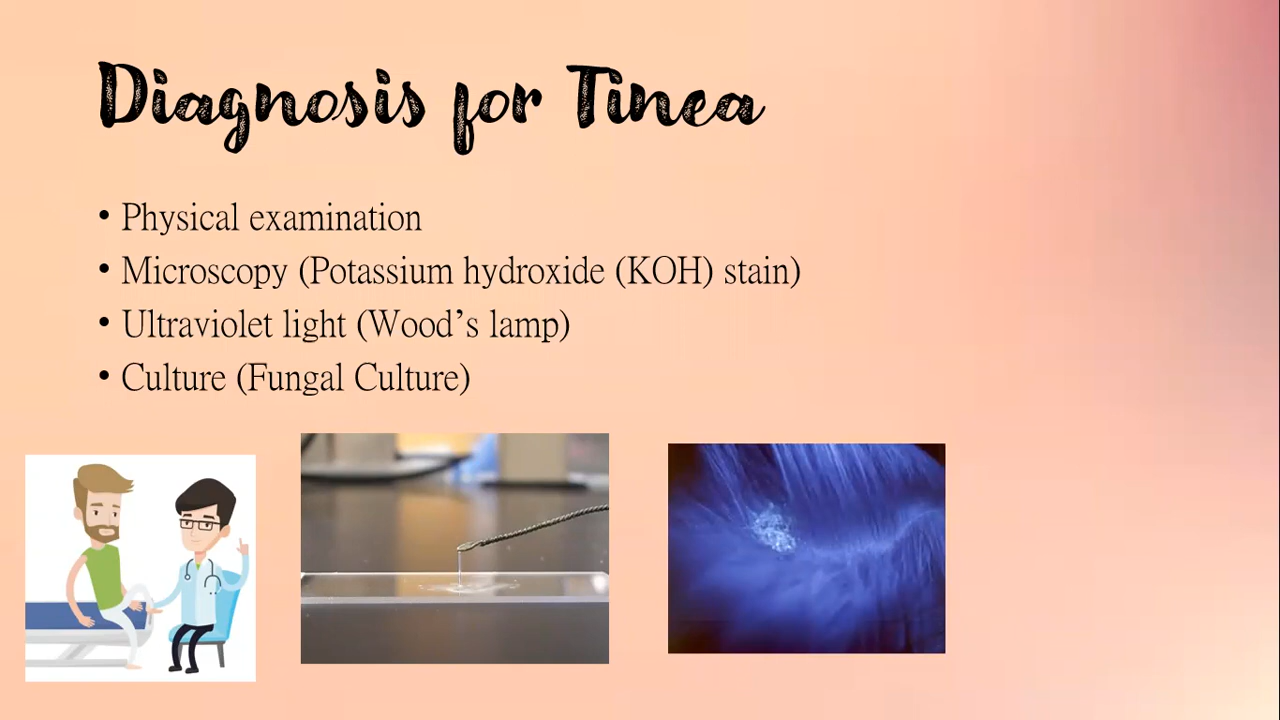 Diagnosis for Tinea
• Physical examination
• Microscopy (Potassium hydroxide (KOH) stain)
• Ultraviolet light (Wood’s lamp)
• Culture (Fungal Culture)